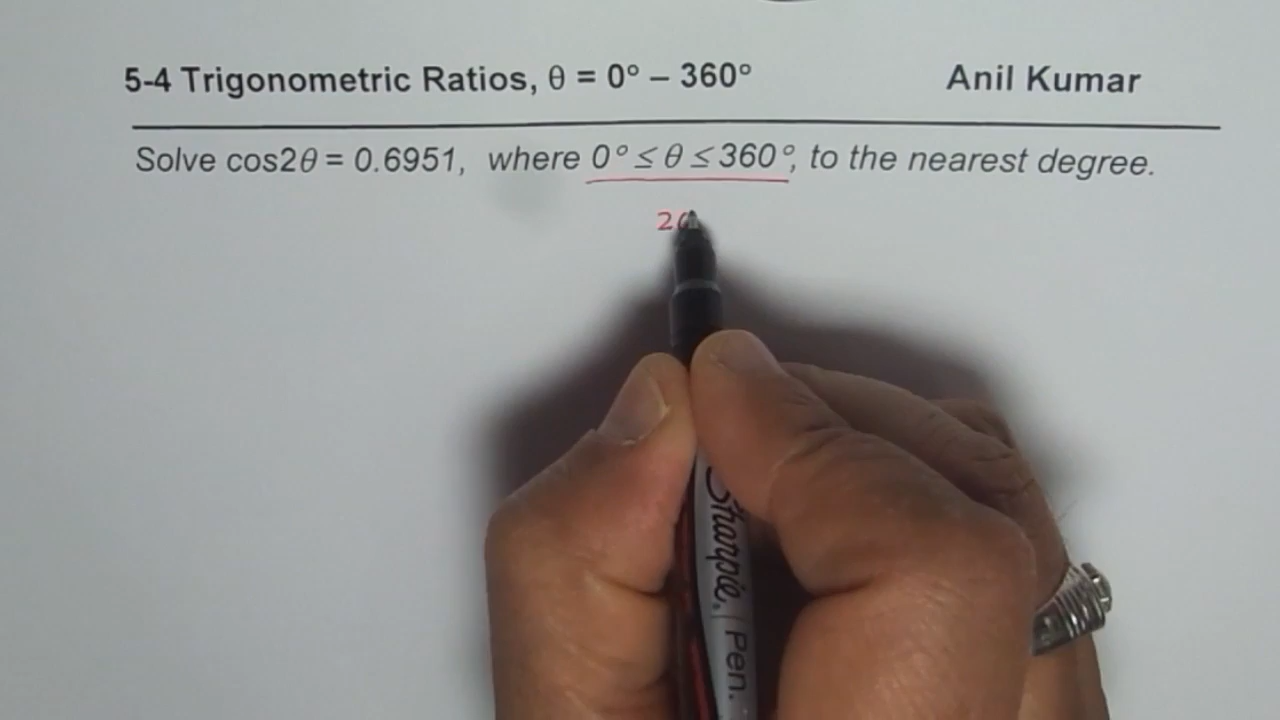 5-4 Trigonometric Ratios, θ = 0° – 360° Anil Kumar
Solve cos2θ = 0.6951, where 0° ≤ θ ≤ 360°, to the nearest degree.
Sharpie. Pen.